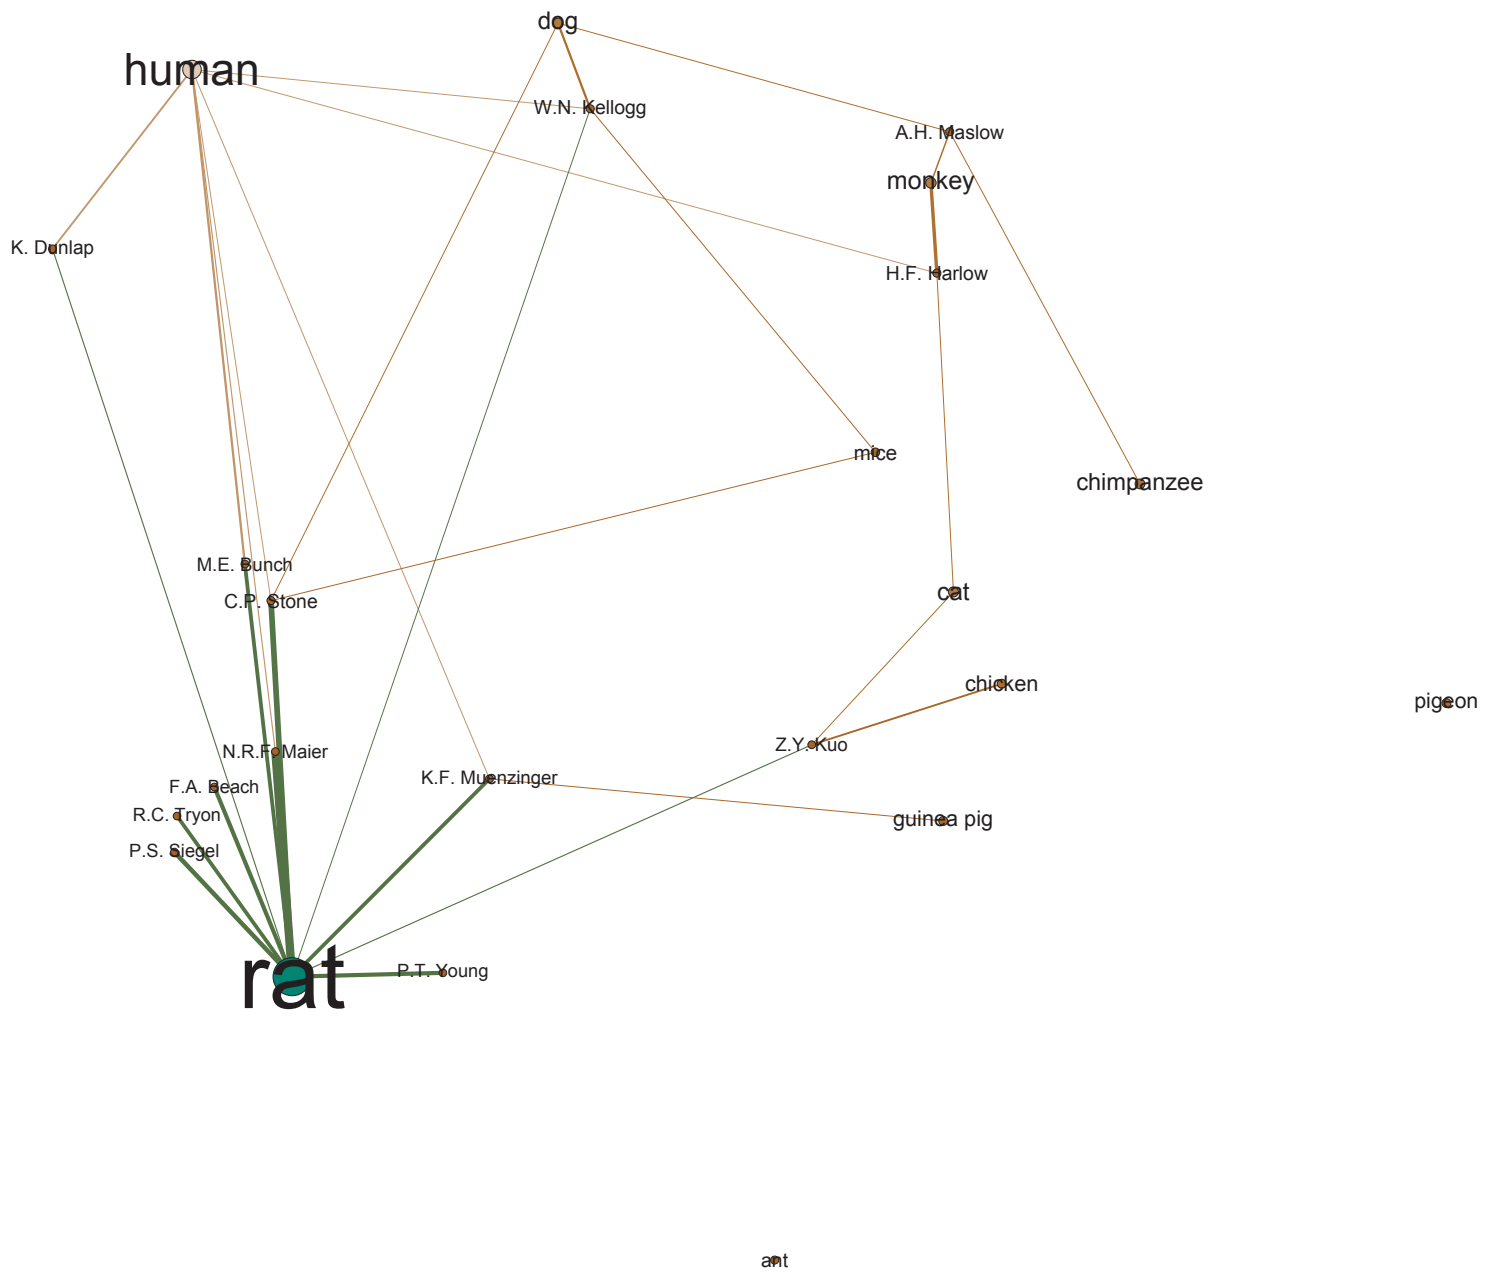 dog
human
W.N. Kellogg
A.H. Maslow
monkey
K. Dunlap
H.F. Harlow
mice
chimpanzee
M.E. Bunch
cat
C.P. Stone
chicken
pigeon
Z.Y. Kuo
N.R.F. Maier
K.F. Muenzinger
F.A. Beach
R.C. Tryon
guinea pig
P.S. Siegel
P.T. Young
rat
ant